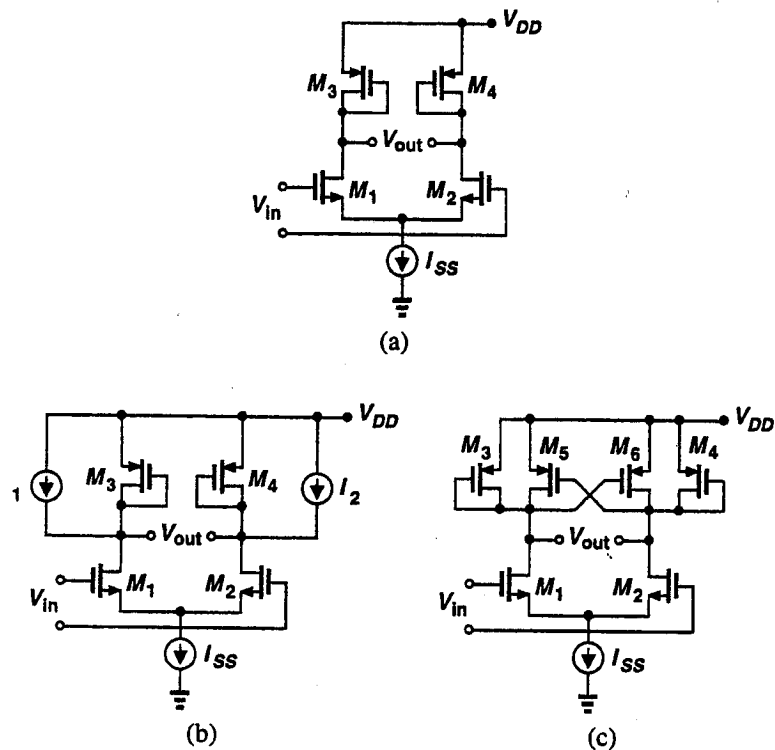 V_DD
M_3
M_4
V_out
V_in
M_1
M_2
I_SS
(a)
V_DD
1
M_3
M_4
I_2
V_out
V_in
M_1
M_2
I_SS
(b)
V_DD
M_3
M_5
M_6
M_4
V_out
V_in
M_1
M_2
I_SS
(c)